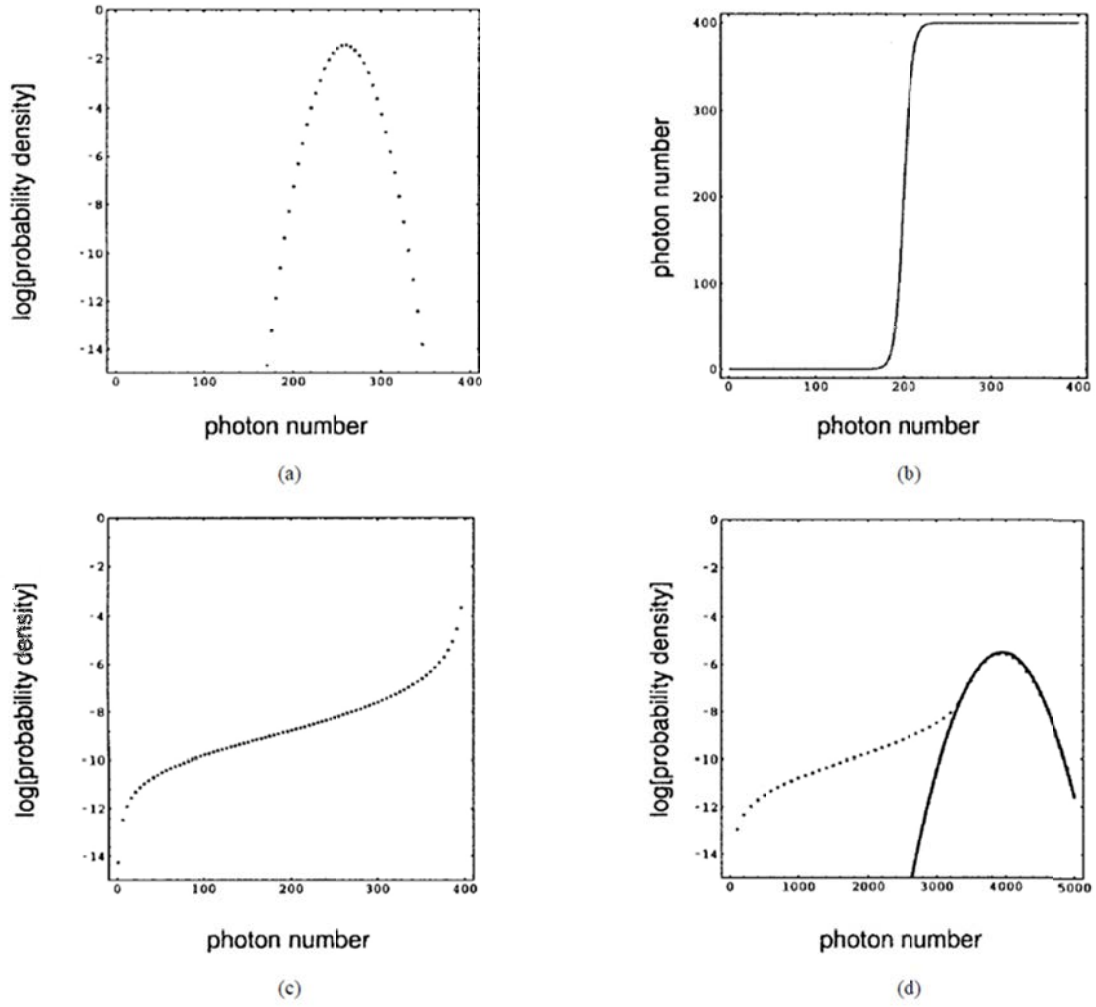 0
-2
-4
-6
-8
-10
-12
-14
0 100 200 300 400
log[probability density]
photon number
(a)
400
300
200
100
0
0 100 200 300 400
photon number
photon number
(b)
0
-2
-4
-6
-8
-10
-12
-14
0 100 200 300 400
log[probability density]
photon number
(c)
0
-2
-4
-6
-8
-10
-12
-14
0 1000 2000 3000 4000 5000
log[probability density]
photon number
(d)